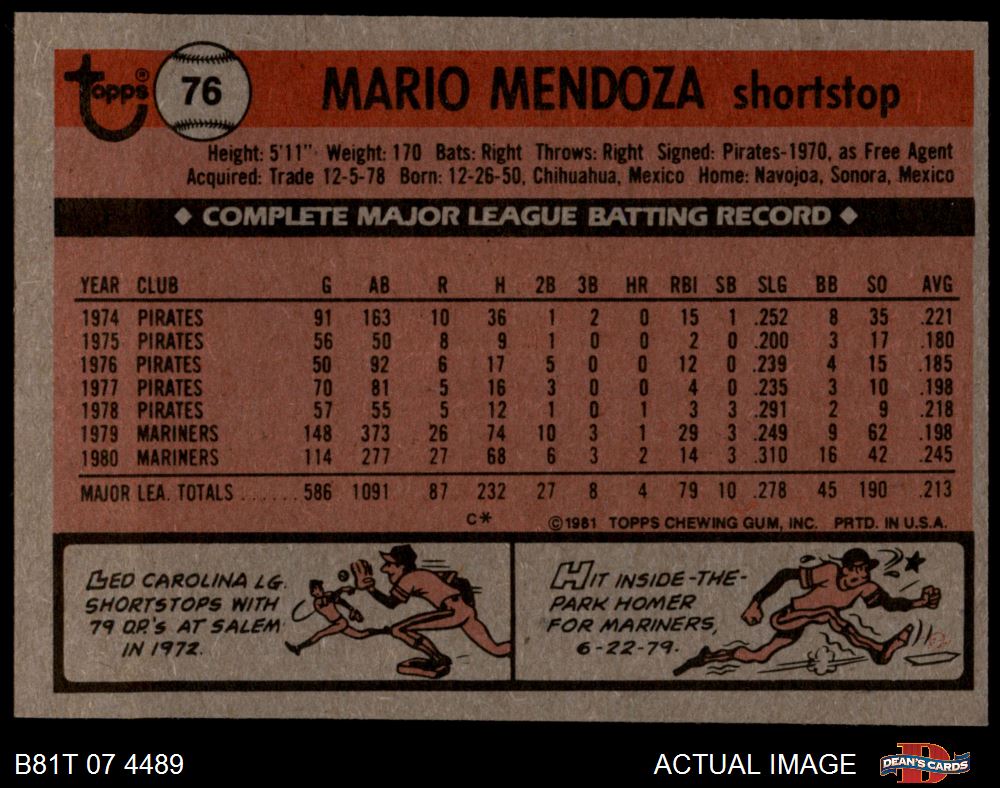 Topps® 76 MARIO MENDOZA shortstop
Height: 5'11" Weight: 170 Bats: Right Throws: Right Signed: Pirates-1970, as Free Agent
Acquired: Trade 12-5-78 Born: 12-26-50, Chihuahua, Mexico Home: Navojoa, Sonora, Mexico
◆ COMPLETE MAJOR LEAGUE BATTING RECORD ◆
YEAR CLUB G AB R H 2B 3B HR RBI SB SLG BB SO AVG
1974 PIRATES 91 163 10 36 1 2 0 15 1 .252 8 35 .221
1975 PIRATES 56 50 8 9 1 0 0 2 0 .200 3 17 .180
1976 PIRATES 50 92 6 17 5 0 0 12 0 .239 4 15 .185
1977 PIRATES 70 81 5 16 3 0 0 4 0 .235 3 10 .198
1978 PIRATES 57 55 5 12 1 0 1 3 3 .291 2 9 .218
1979 MARINERS 148 373 26 74 10 3 1 29 3 .249 9 62 .198
1980 MARINERS 114 277 27 68 6 3 2 14 3 .310 16 42 .245
MAJOR LEA. TOTALS ...... 586 1091 87 232 27 8 4 79 10 .278 45 190 .213
C* ©1981 TOPPS CHEWING GUM, INC. PRTD. IN U.S.A.
LED CAROLINA LG.
SHORTSTOPS WITH
79 D.P.'S AT SALEM
IN 1972.
HIT INSIDE-THE-
PARK HOMER
FOR MARINERS,
6-22-79.
B81T 07 4489 ACTUAL IMAGE D DEAN'S CARDS